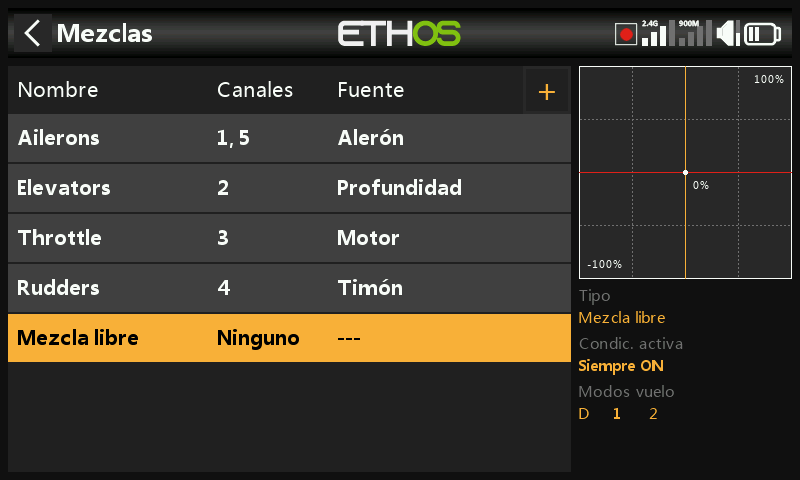 Mezclas
ETHOS
2.4G
900M
Nombre Canales Fuente +
Ailerons 1, 5 Alerón
Elevators 2 Profundidad
Throttle 3 Motor
Rudders 4 Timón
Mezcla libre Ninguno ---
100%
0%
-100%
Tipo
Mezcla libre
Condic. activa
Siempre ON
Modos vuelo
D 1 2